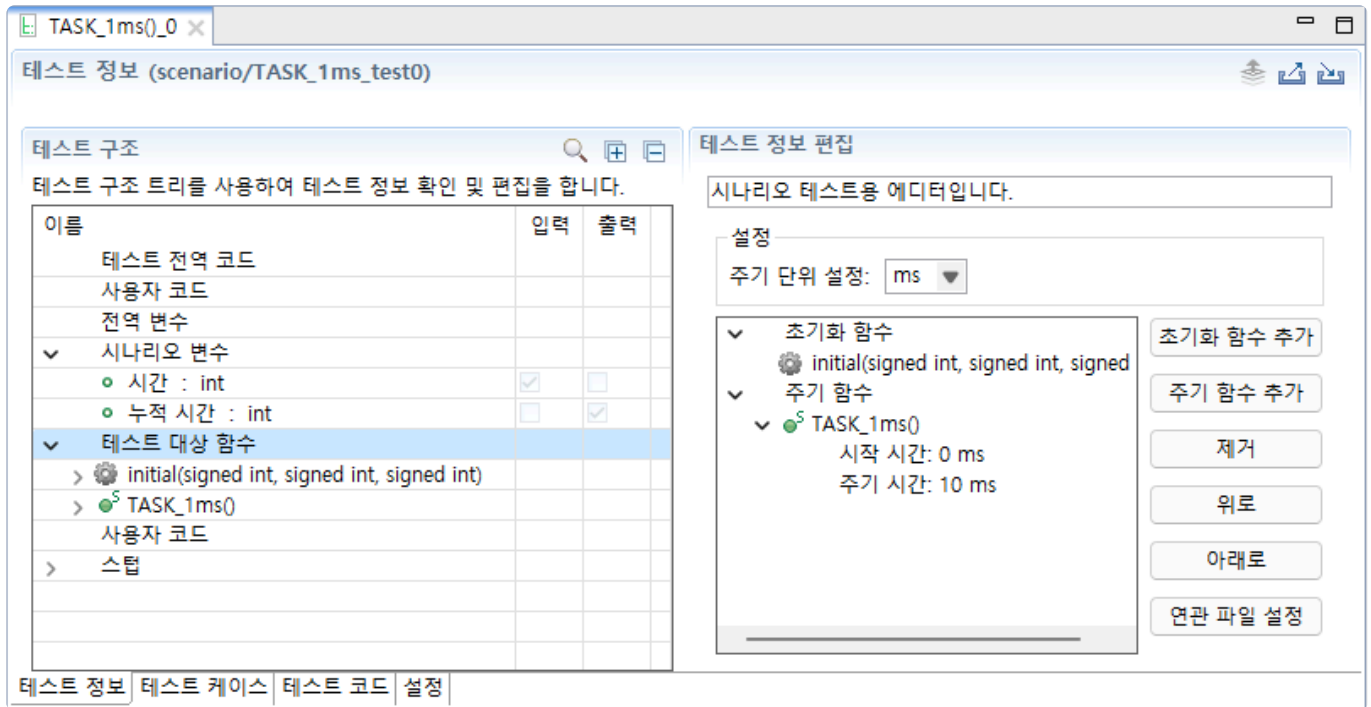 TASK_1ms()_0
테스트 정보 (scenario/TASK_1ms_test0)
테스트 구조
테스트 구조 트리를 사용하여 테스트 정보 확인 및 편집을 합니다.
이름 입력 출력
테스트 전역 코드
사용자 코드
전역 변수
시나리오 변수
시간 : int
누적 시간 : int
테스트 대상 함수
initial(signed int, signed int, signed int)
TASK_1ms()
사용자 코드
스텁
테스트 정보 편집
시나리오 테스트용 에디터입니다.
설정
주기 단위 설정: ms
초기화 함수
initial(signed int, signed int, signed
주기 함수
TASK_1ms()
시작 시간: 0 ms
주기 시간: 10 ms
초기화 함수 추가
주기 함수 추가
제거
위로
아래로
연관 파일 설정
테스트 정보 테스트 케이스 테스트 코드 설정